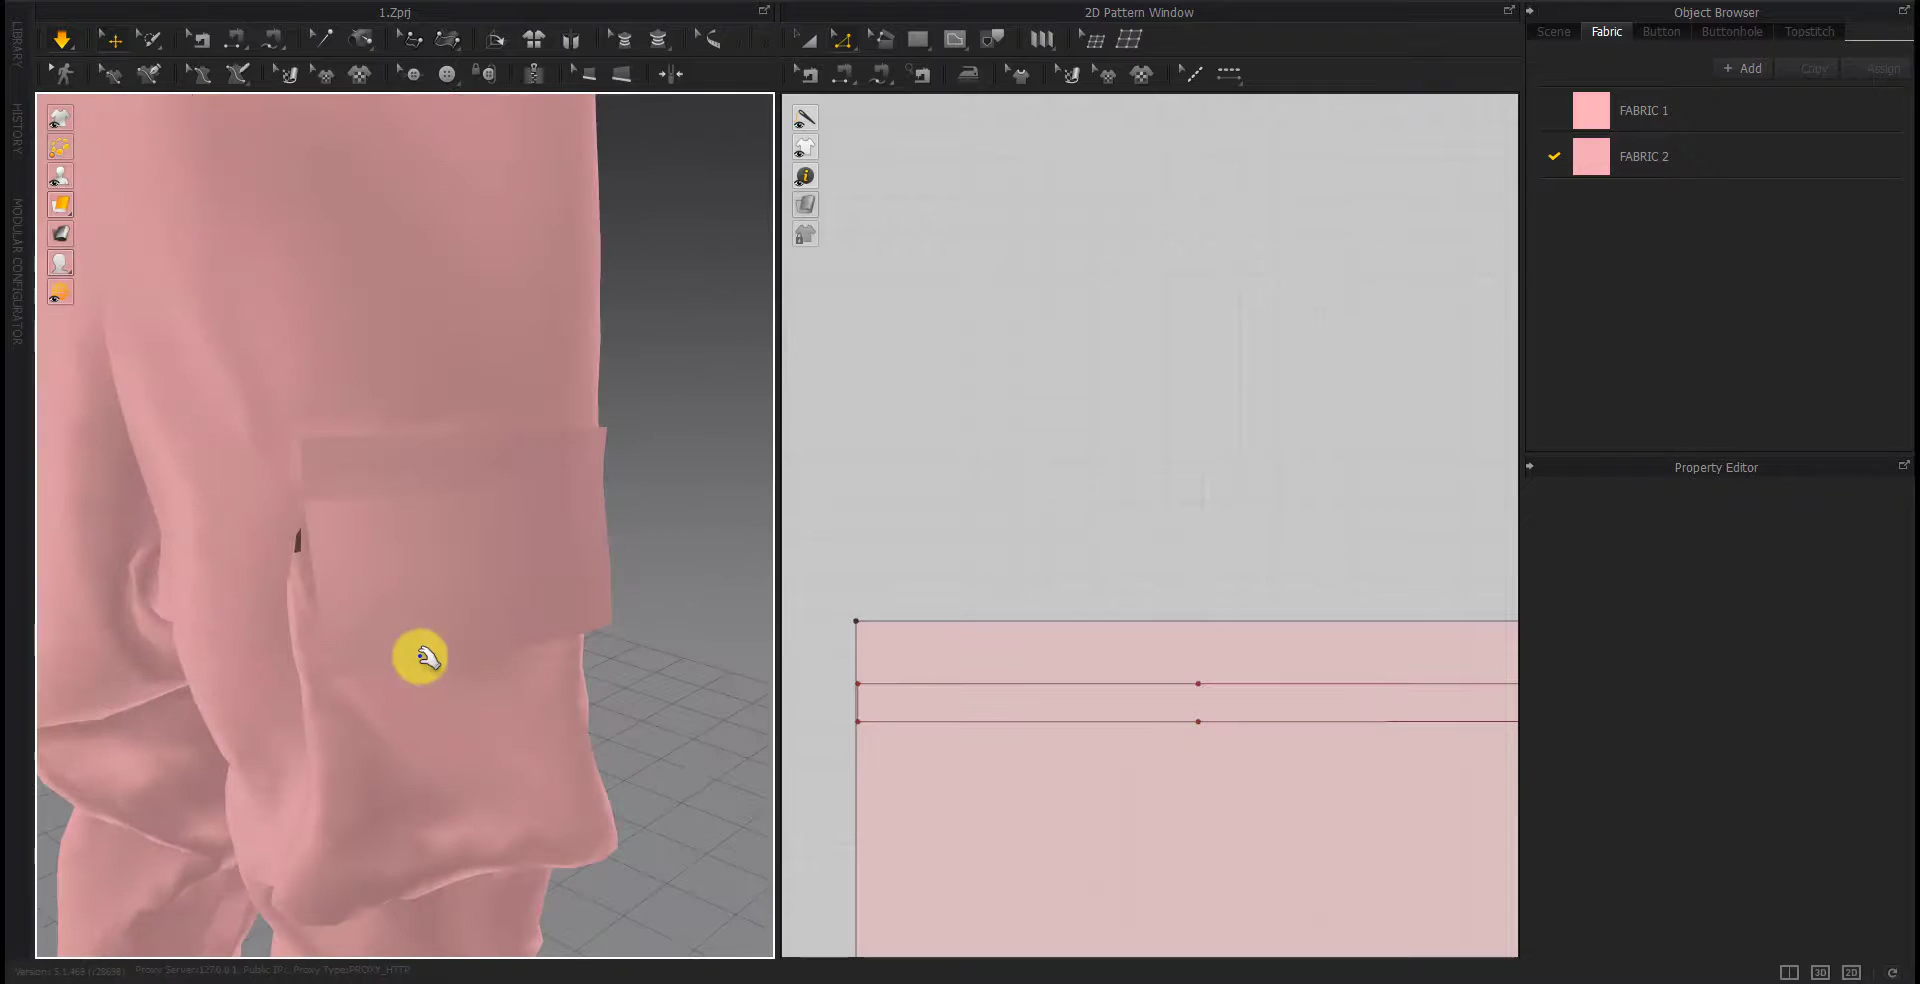 1.Zprj
2D Pattern Window
Object Browser
Scene
Fabric
Button
Buttonhole
Topstitch
+ Add
Copy
Assign
FABRIC 1
FABRIC 2
Property Editor
LIBRARY
HISTORY
MODULAR CONFIGURATOR
3D
2D